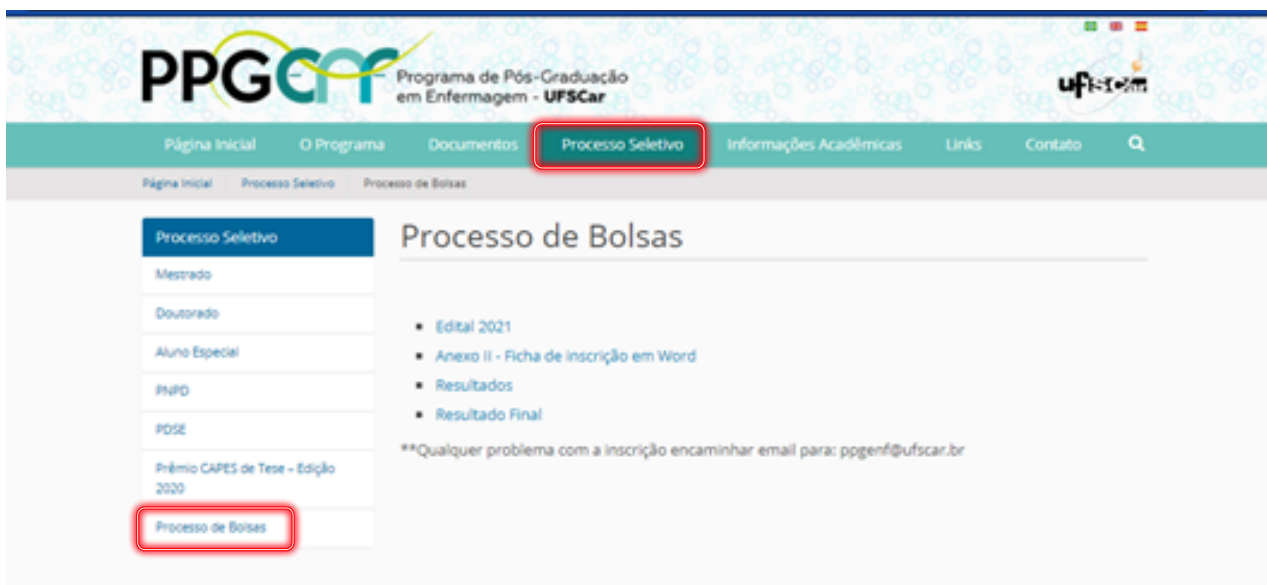 PPGEnf
Programa de Pós-Graduação
em Enfermagem - UFSCar
ufscar
Página Inicial O Programa Documentos Processo Seletivo Informações Acadêmicas Links Contato
Página Inicial Processo Seletivo Processo de Bolsas
Processo Seletivo
Mestrado
Doutorado
Aluno Especial
PNPD
PDSE
Prêmio CAPES de Tese – Edição
2020
Processo de Bolsas
Processo de Bolsas
Edital 2021
Anexo II - Ficha de inscrição em Word
Resultados
Resultado Final
**Qualquer problema com a inscrição encaminhar email para: ppgenf@ufscar.br